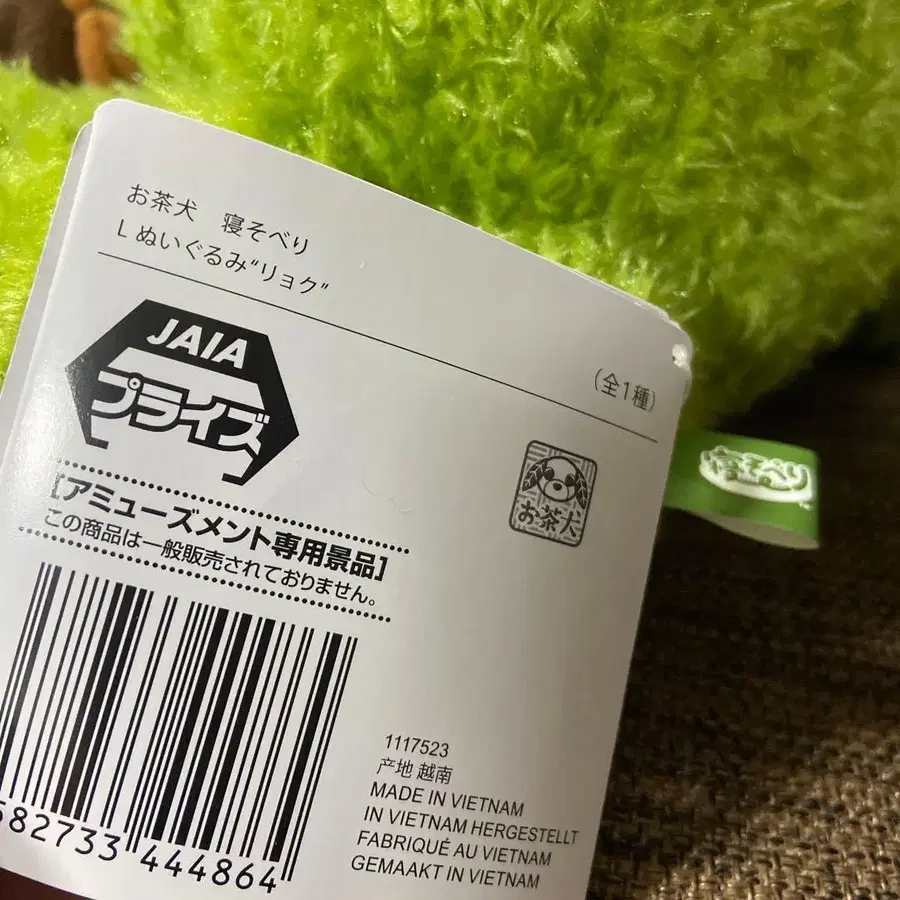 お茶犬 寝そべり
L ぬいぐるみ"リョク"
(全1種)
JAIA
プライズ
お茶犬
【アミューズメント専用景品】
この商品は一般販売されておりません。
582733 444864
1117523
产地 越南
MADE IN VIETNAM
IN VIETNAM HERGESTELLT
FABRIQUÉ AU VIETNAM
GEMAAKT IN VIETNAM